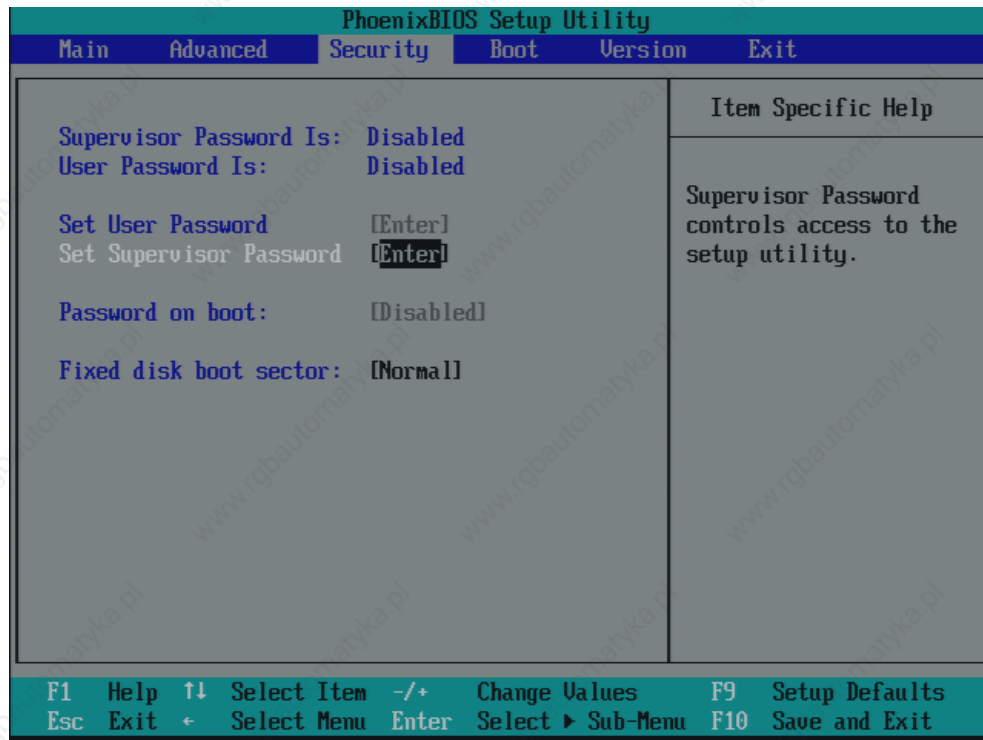 PhoenixBIOS Setup Utility
Main Advanced Security Boot Version Exit
Item Specific Help
Supervisor Password Is: Disabled
User Password Is: Disabled
Set User Password [Enter]
Set Supervisor Password [Enter]
Password on boot: [Disabled]
Fixed disk boot sector: [Normal]
Supervisor Password
controls access to the
setup utility.
F1 Help ↑↓ Select Item -/+ Change Values F9 Setup Defaults
Esc Exit ← Select Menu Enter Select ▶ Sub-Menu F10 Save and Exit
www.rgbautomatyka.pl